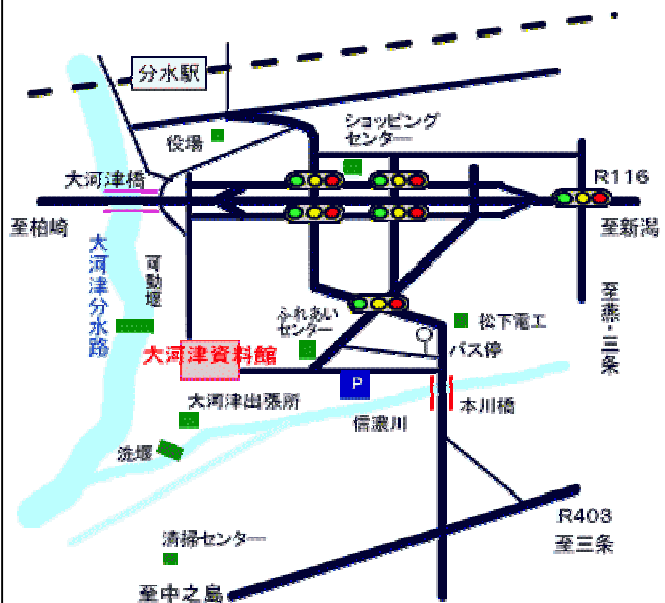 分水駅
ショッピング
センター
役場
大河津橋
R116
至柏崎
至新潟
大河津分水路
可動堰
至燕・三条
ふれあい
センター
松下電工
バス停
大河津資料館
P
大河津出張所
信濃川
本川橋
洗堰
R403
清掃センター
至三条
至中之島